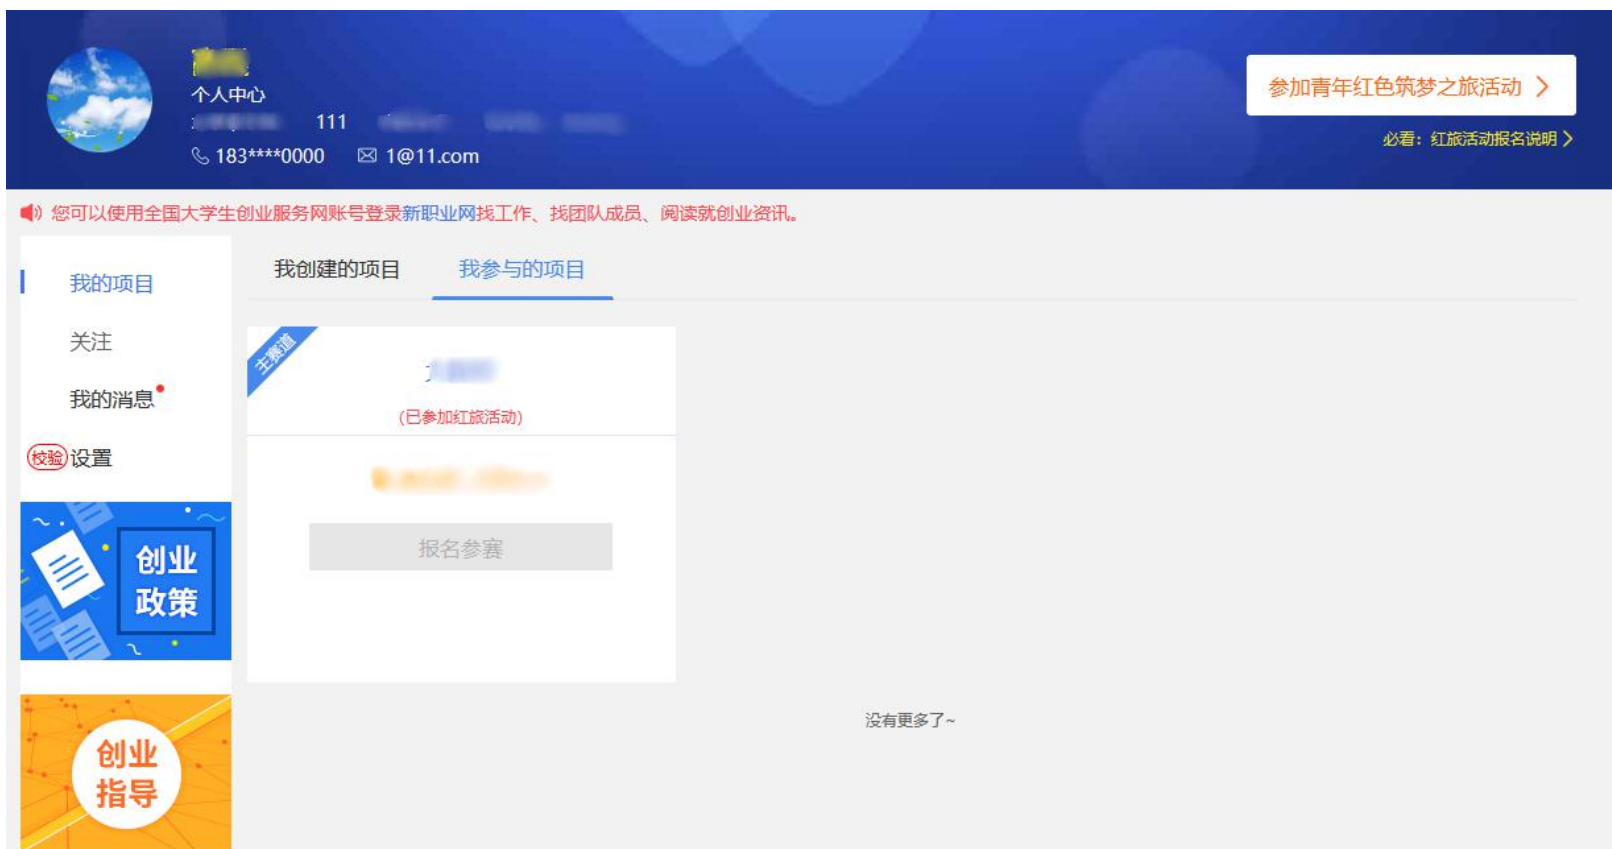 个人中心
参加青年红色筑梦之旅活动 >
111
必看：红旅活动报名说明 >
183****0000 1@11.com
您可以使用全国大学生创业服务网账号登录新职业网找工作、找团队成员、阅读就创业资讯。
我的项目
关注
我的消息
校验 设置
创业
政策
创业
指导
我创建的项目 我参与的项目
主赛道
(已参加红旅活动)
报名参赛
没有更多了~